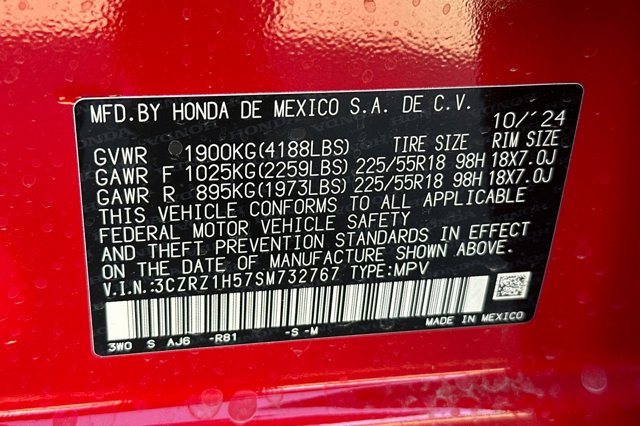 MFD.BY HONDA DE MEXICO S.A. DE C.V. 10/'24
GVWR 1900KG(4188LBS) TIRE SIZE RIM SIZE
GAWR F 1025KG(2259LBS) 225/55R18 98H 18X7.0J
GAWR R 895KG(1973LBS) 225/55R18 98H 18X7.0J
THIS VEHICLE CONFORMS TO ALL APPLICABLE
FEDERAL MOTOR VEHICLE SAFETY
AND THEFT PREVENTION STANDARDS IN EFFECT
ON THE DATE OF MANUFACTURE SHOWN ABOVE.
V.I.N.:3CZRZ1H57SM732767 TYPE:MPV
3W0 S AJ6 -R81 -S -M MADE IN MEXICO